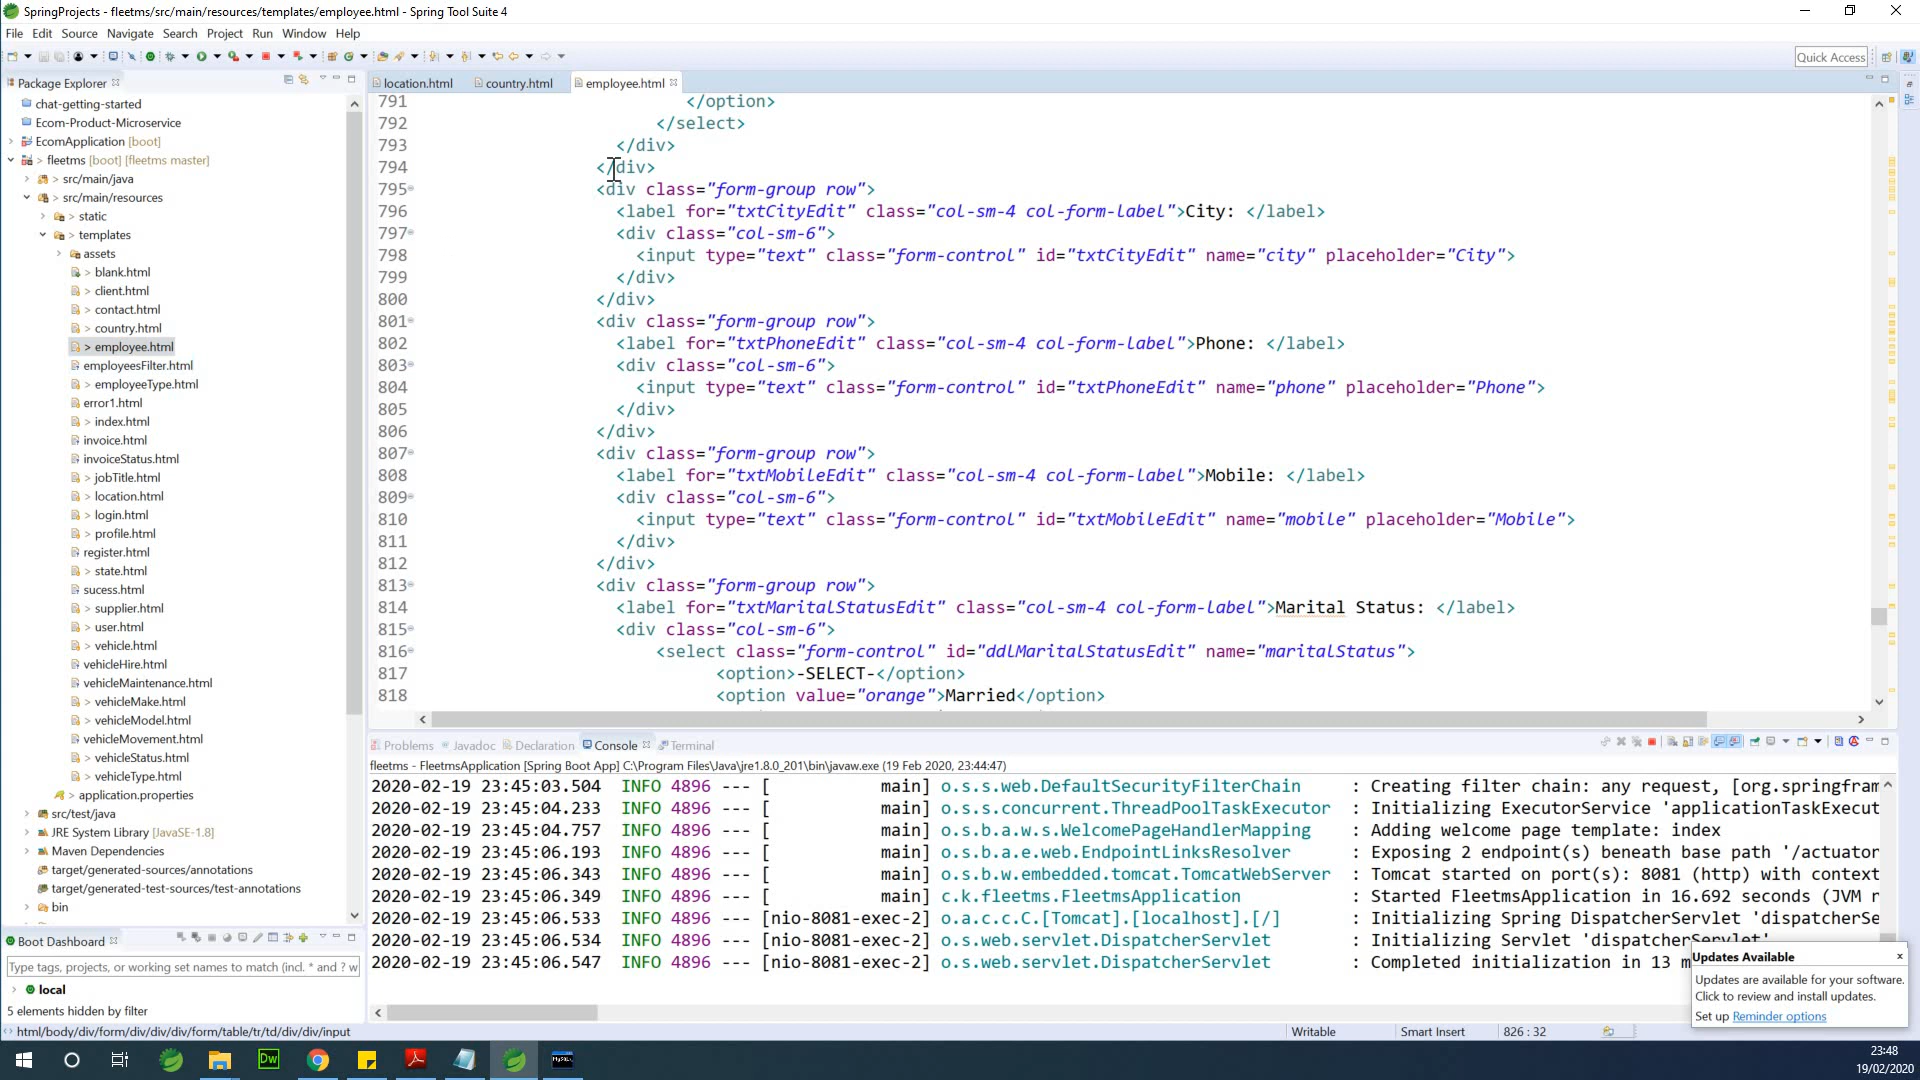 SpringProjects - fleetms/src/main/resources/templates/employee.html - Spring Tool Suite 4
File Edit Source Navigate Search Project Run Window Help
Quick Access
Package Explorer
chat-getting-started
Ecom-Product-Microservice
EcomApplication [boot]
> fleetms [boot] [fleetms master]
> src/main/java
> src/main/resources
> static
> templates
assets
> blank.html
> client.html
> contact.html
> country.html
> employee.html
employeesFilter.html
> employeeType.html
error1.html
> index.html
invoice.html
invoiceStatus.html
> jobTitle.html
> location.html
> login.html
> profile.html
register.html
> state.html
sucess.html
> supplier.html
> user.html
> vehicle.html
vehicleHire.html
vehicleMaintenance.html
> vehicleMake.html
> vehicleModel.html
vehicleMovement.html
> vehicleStatus.html
> vehicleType.html
> application.properties
src/test/java
JRE System Library [JavaSE-1.8]
Maven Dependencies
target/generated-sources/annotations
target/generated-test-sources/test-annotations
bin
Boot Dashboard
Type tags, projects, or working set names to match (incl. * and ? w
local
5 elements hidden by filter
location.html country.html employee.html
791 </option>
792 </select>
793 </div>
794 </div>
795 <div class="form-group row">
796 <label for="txtCityEdit" class="col-sm-4 col-form-label">City: </label>
797 <div class="col-sm-6">
798 <input type="text" class="form-control" id="txtCityEdit" name="city" placeholder="City">
799 </div>
800 </div>
801 <div class="form-group row">
802 <label for="txtPhoneEdit" class="col-sm-4 col-form-label">Phone: </label>
803 <div class="col-sm-6">
804 <input type="text" class="form-control" id="txtPhoneEdit" name="phone" placeholder="Phone">
805 </div>
806 </div>
807 <div class="form-group row">
808 <label for="txtMobileEdit" class="col-sm-4 col-form-label">Mobile: </label>
809 <div class="col-sm-6">
810 <input type="text" class="form-control" id="txtMobileEdit" name="mobile" placeholder="Mobile">
811 </div>
812 </div>
813 <div class="form-group row">
814 <label for="txtMaritalStatusEdit" class="col-sm-4 col-form-label">Marital Status: </label>
815 <div class="col-sm-6">
816 <select class="form-control" id="ddlMaritalStatusEdit" name="maritalStatus">
817 <option>-SELECT-</option>
818 <option value="orange">Married</option>
Problems Javadoc Declaration Console Terminal
fleetms - FleetmsApplication [Spring Boot App] C:\Program Files\Java\jre1.8.0_201\bin\javaw.exe (19 Feb 2020, 23:44:47)
2020-02-19 23:45:03.504 INFO 4896 --- [ main] o.s.s.web.DefaultSecurityFilterChain : Creating filter chain: any request, [org.springfram
2020-02-19 23:45:04.233 INFO 4896 --- [ main] o.s.s.concurrent.ThreadPoolTaskExecutor : Initializing ExecutorService 'applicationTaskExecut
2020-02-19 23:45:04.757 INFO 4896 --- [ main] o.s.b.a.w.s.WelcomePageHandlerMapping : Adding welcome page template: index
2020-02-19 23:45:06.193 INFO 4896 --- [ main] o.s.b.a.e.web.EndpointLinksResolver : Exposing 2 endpoint(s) beneath base path '/actuator
2020-02-19 23:45:06.343 INFO 4896 --- [ main] o.s.b.w.embedded.tomcat.TomcatWebServer : Tomcat started on port(s): 8081 (http) with context
2020-02-19 23:45:06.349 INFO 4896 --- [ main] c.k.fleetms.FleetmsApplication : Started FleetmsApplication in 16.692 seconds (JVM r
2020-02-19 23:45:06.533 INFO 4896 --- [nio-8081-exec-2] o.a.c.c.C.[Tomcat].[localhost].[/] : Initializing Spring DispatcherServlet 'dispatcherSe
2020-02-19 23:45:06.534 INFO 4896 --- [nio-8081-exec-2] o.s.web.servlet.DispatcherServlet : Initializing Servlet 'dispatcherServlet'
2020-02-19 23:45:06.547 INFO 4896 --- [nio-8081-exec-2] o.s.web.servlet.DispatcherServlet : Completed initialization in 13 m
Updates Available
Updates are available for your software.
Click to review and install updates.
Set up Reminder options
html/body/div/form/div/div/div/form/table/tr/td/div/div/input
Writable Smart Insert 826 : 32
Dw
MySQL
23:48
19/02/2020